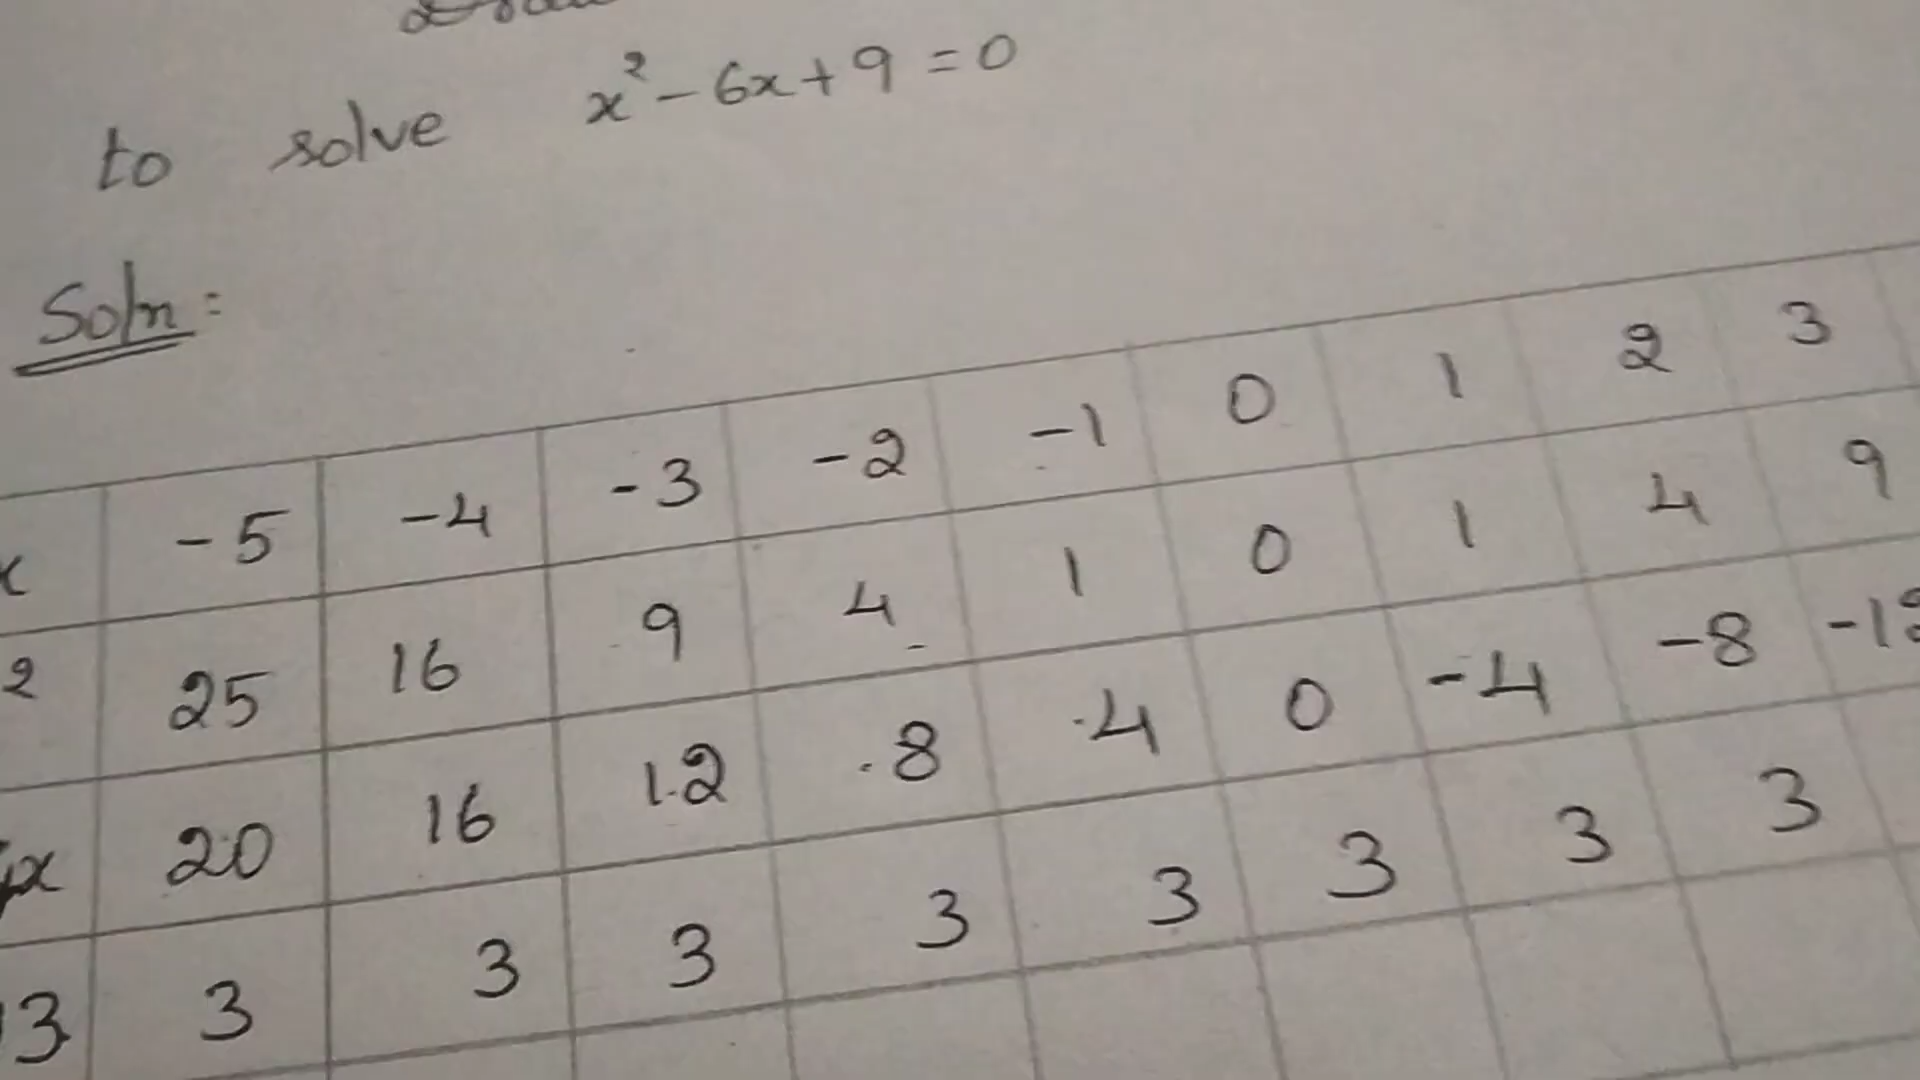 to solve x² - 6x + 9 = 0
Soln:
x -5 -4 -3 -2 -1 0 1 2 3
2 25 16 9 4 1 0 1 4 9
x 20 16 12 8 4 0 -4 -8
3 3 3 3 3 3 3 3 3